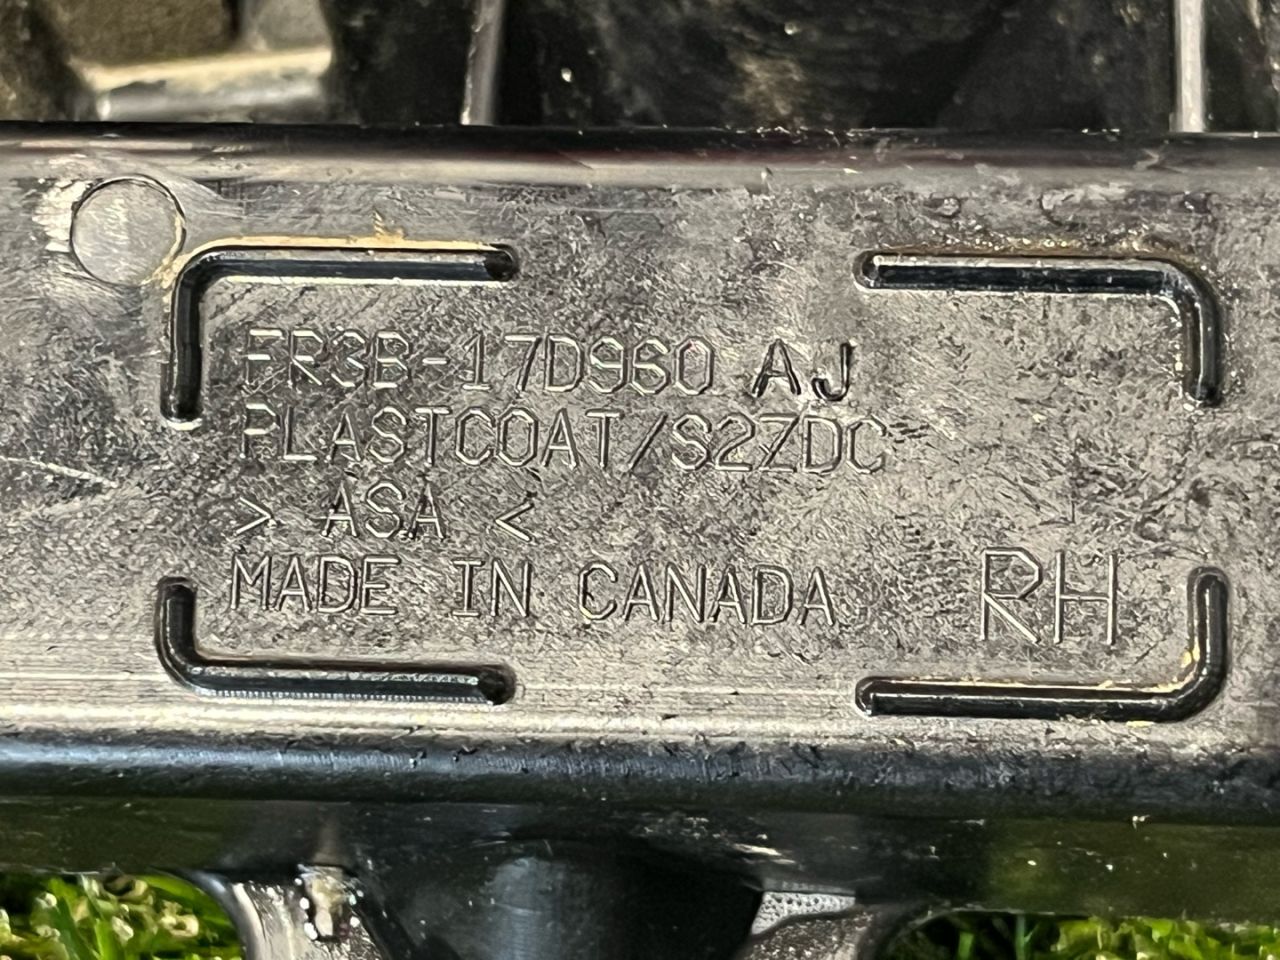 FR3B-17D960 AJ
PLASTCOAT/S2ZDC
> ASA <
MADE IN CANADA RH